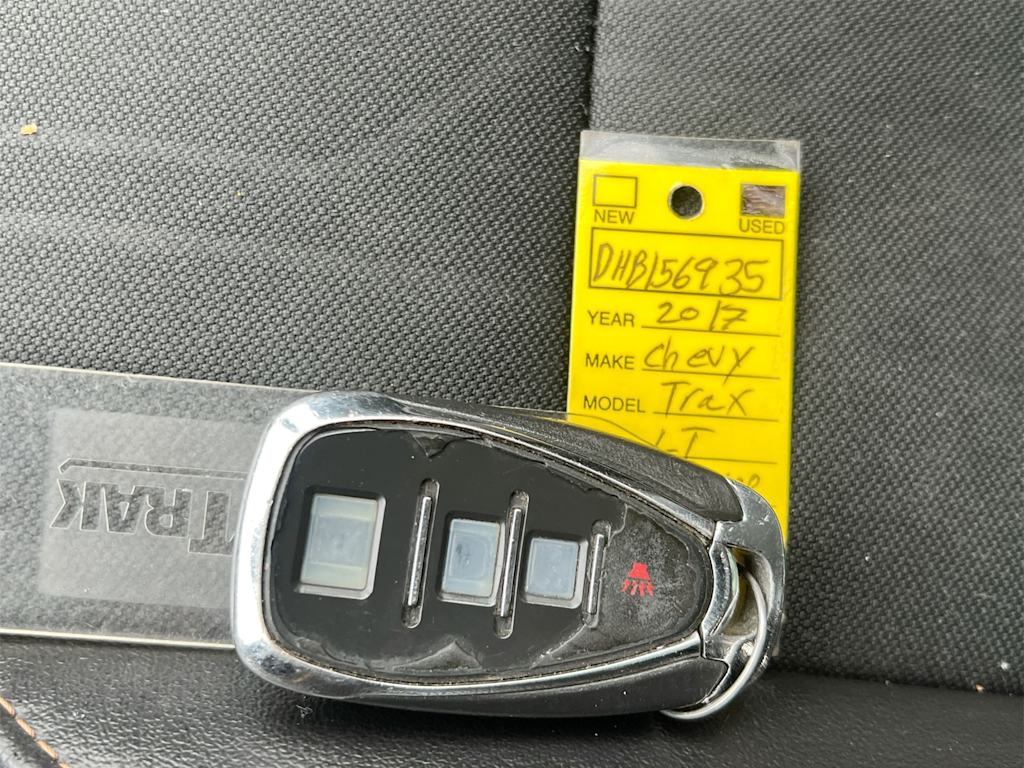 NEW
USED
DHB156935
YEAR 2017
MAKE Chevy
MODEL Trax
LT
TRAK